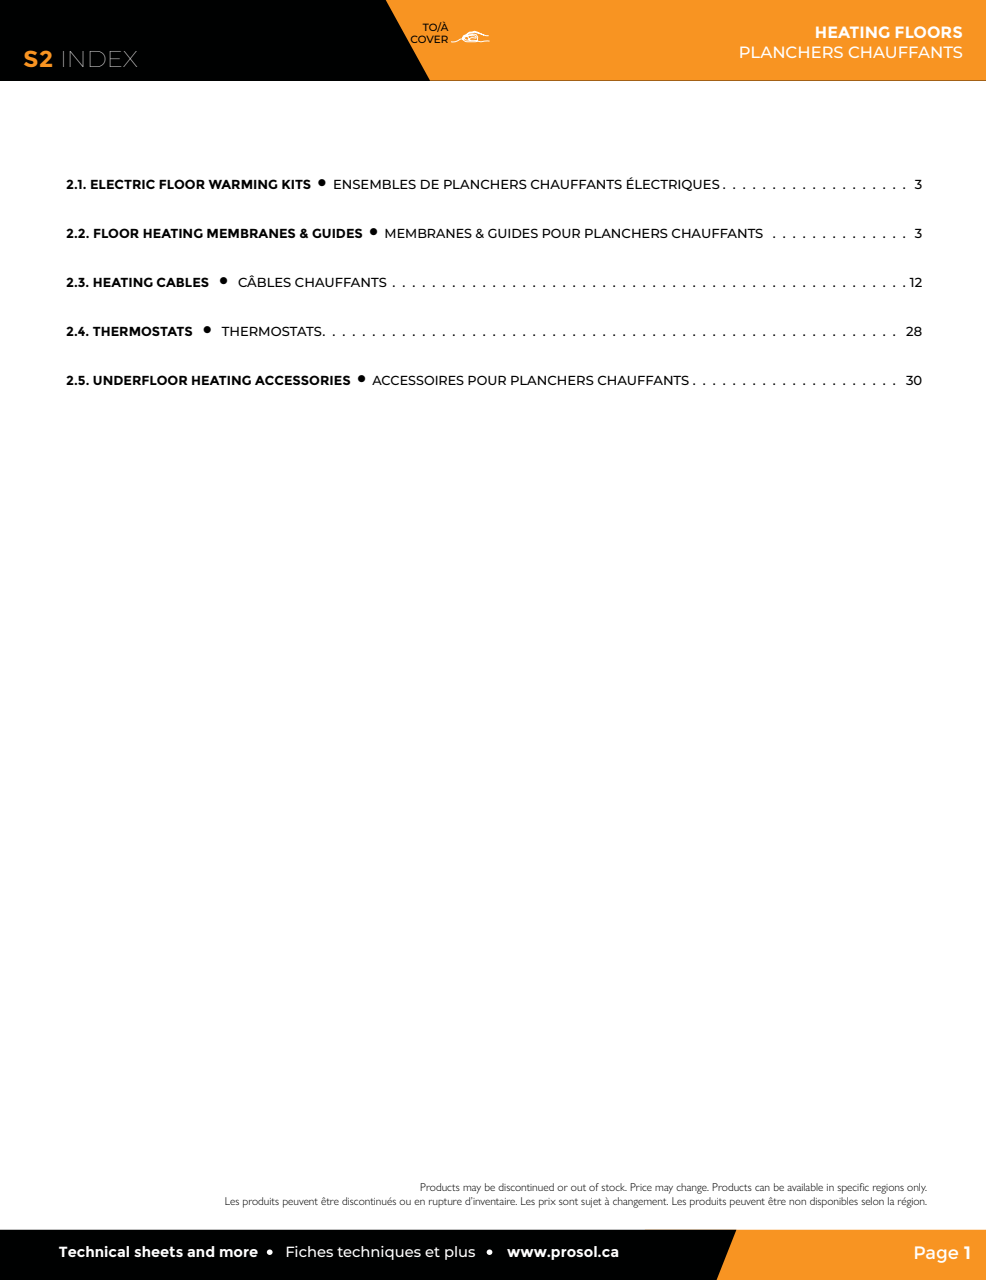 S2 INDEX
TO/À
COVER
HEATING FLOORS
PLANCHERS CHAUFFANTS
2.1. ELECTRIC FLOOR WARMING KITS • ENSEMBLES DE PLANCHERS CHAUFFANTS ÉLECTRIQUES . . . . . . . . . . . . . . . . . . . 3
2.2. FLOOR HEATING MEMBRANES & GUIDES • MEMBRANES & GUIDES POUR PLANCHERS CHAUFFANTS . . . . . . . . . . . . . . 3
2.3. HEATING CABLES • CÂBLES CHAUFFANTS . . . . . . . . . . . . . . . . . . . . . . . . . . . . . . . . . . . . . . . . . . . . . . . . . . . . 12
2.4. THERMOSTATS • THERMOSTATS. . . . . . . . . . . . . . . . . . . . . . . . . . . . . . . . . . . . . . . . . . . . . . . . . . . . . . . . . . 28
2.5. UNDERFLOOR HEATING ACCESSORIES • ACCESSOIRES POUR PLANCHERS CHAUFFANTS . . . . . . . . . . . . . . . . . . . . . 30
Products may be discontinued or out of stock. Price may change. Products can be available in specific regions only.
Les produits peuvent être discontinués ou en rupture d'inventaire. Les prix sont sujet à changement. Les produits peuvent être non disponibles selon la région.
Technical sheets and more • Fiches techniques et plus • www.prosol.ca
Page 1